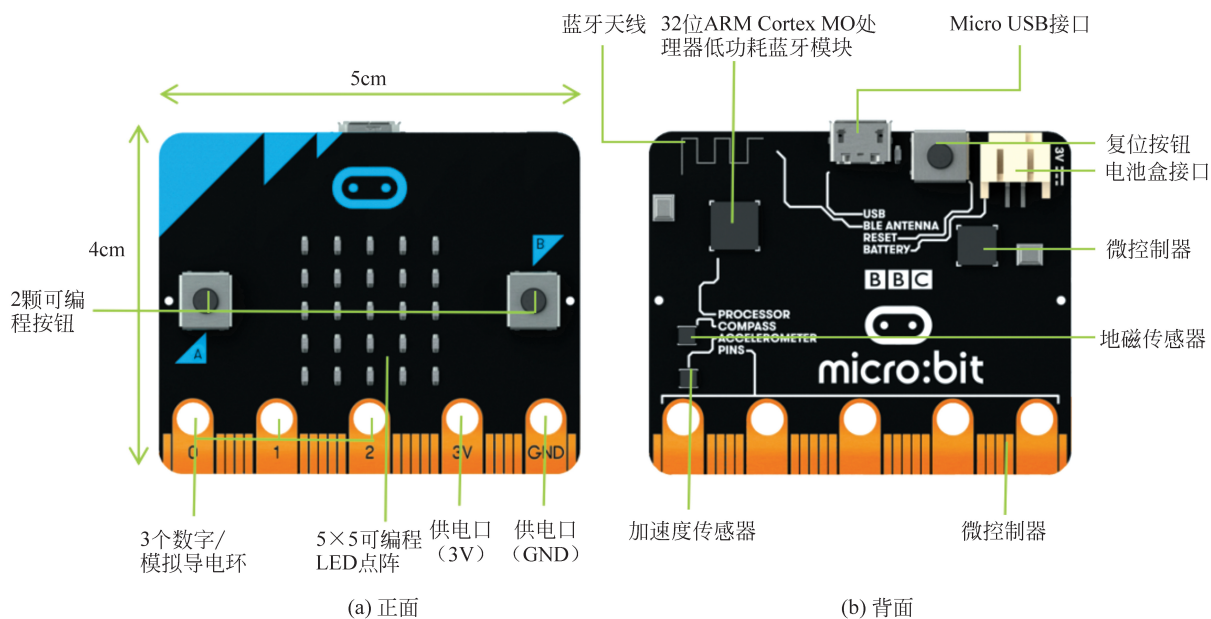 蓝牙天线
32位ARM Cortex MO处
理器低功耗蓝牙模块
Micro USB接口
5cm
4cm
复位按钮
电池盒接口
3V
USB
BLE ANTENNA
RESET
BATTERY
微控制器
B
A
2颗可编
程按钮
BBC
PROCESSOR
COMPASS
ACCELEROMETER
PINS
地磁传感器
micro:bit
0
1
2
3V
GND
3个数字/
模拟导电环
5×5可编程
LED点阵
供电口
（3V）
供电口
（GND）
加速度传感器
微控制器
(a) 正面
(b) 背面